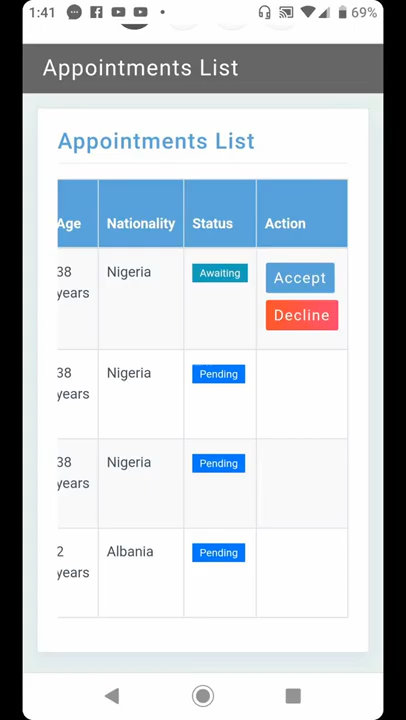 1:41 69%
Appointments List
Appointments List
Age Nationality Status Action
38 years Nigeria Awaiting Accept
Decline
38 years Nigeria Pending
38 years Nigeria Pending
2 years Albania Pending